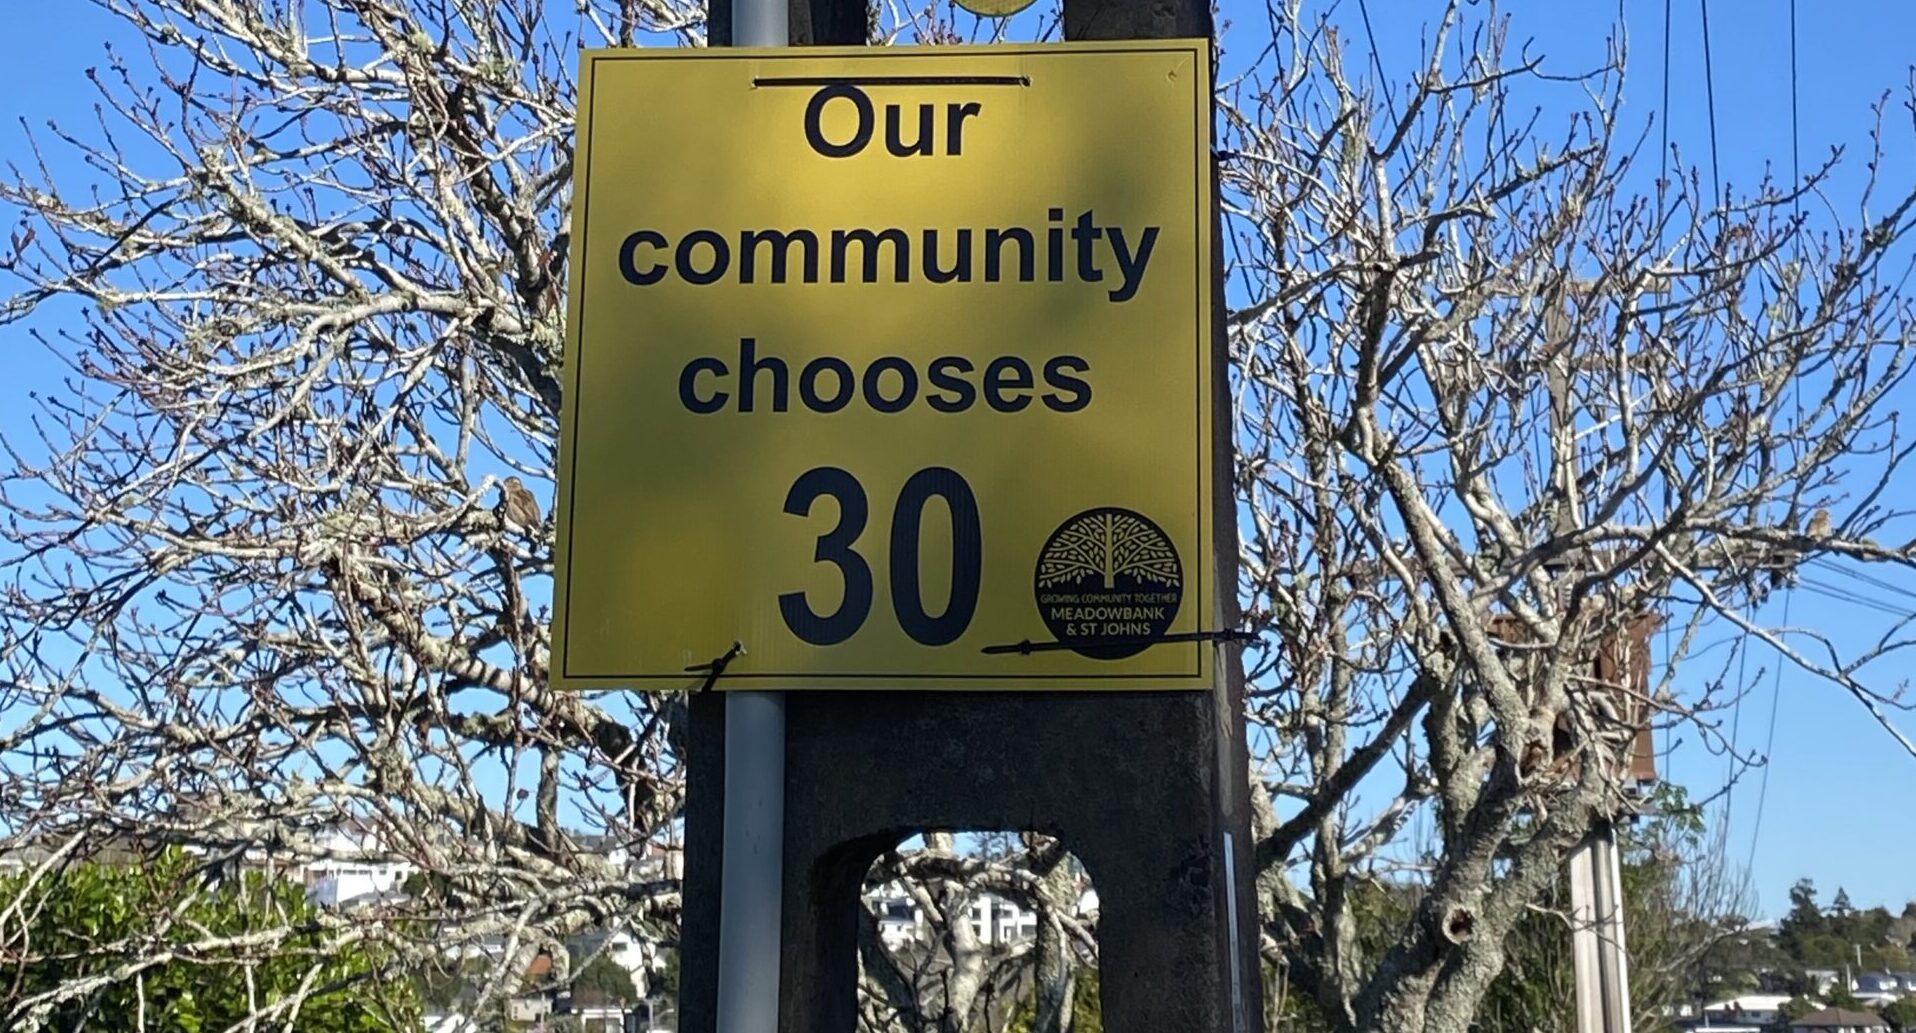 Our
community
chooses
30
GROWING COMMUNITY TOGETHER
MEADOWBANK
& ST JOHNS